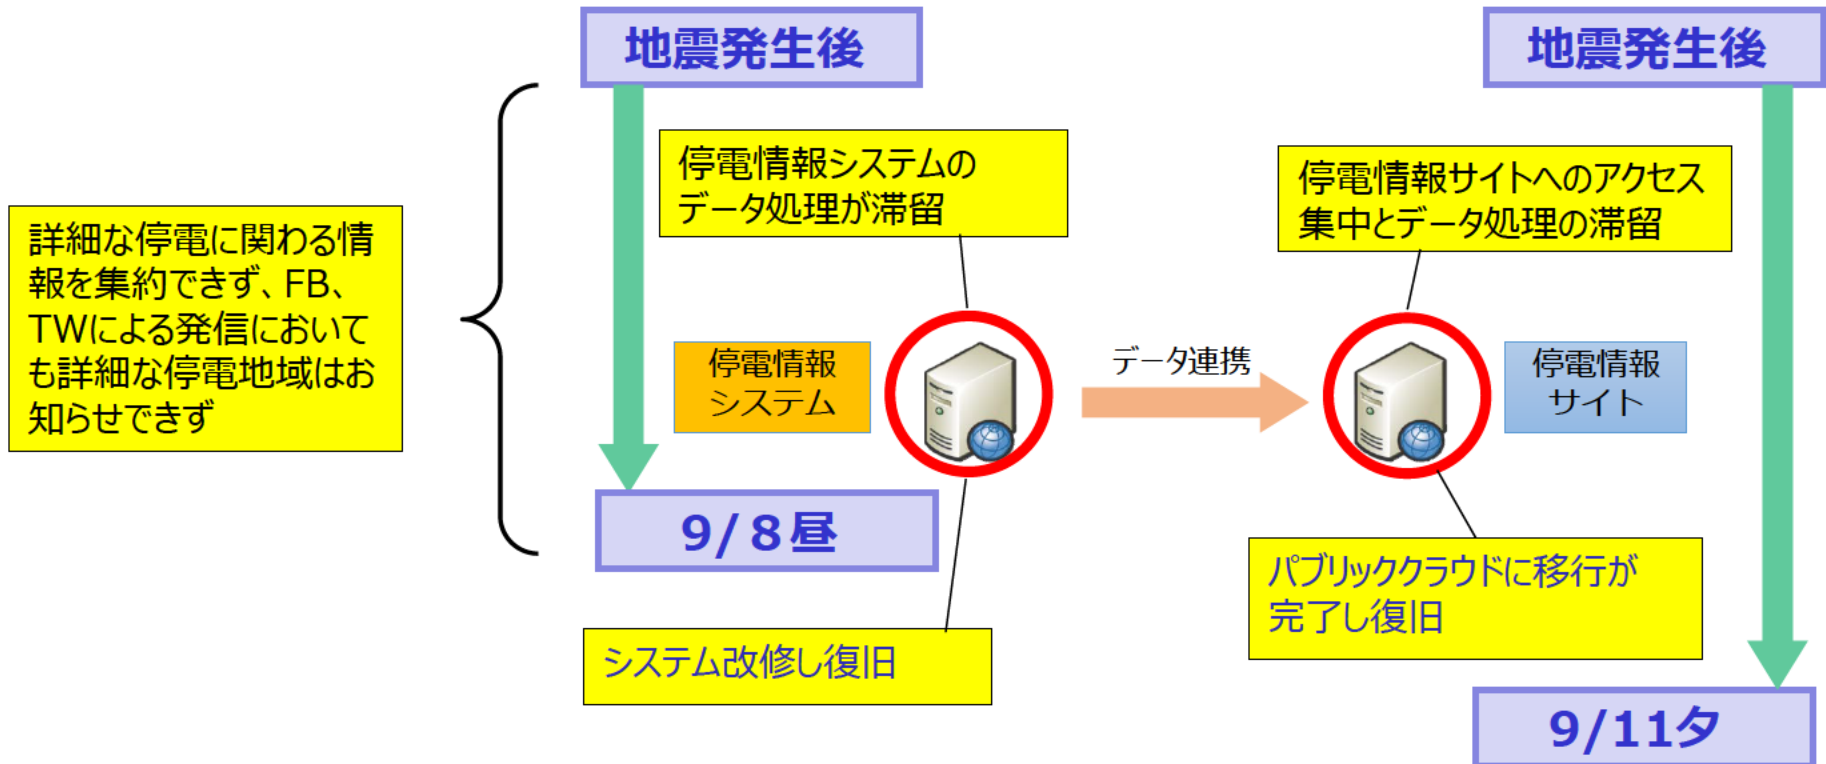 地震発生後
地震発生後
停電情報システムの
データ処理が滞留
停電情報サイトへのアクセス
集中とデータ処理の滞留
詳細な停電に関わる情
報を集約できず、FB、
TWによる発信において
も詳細な停電地域はお
知らせできず
停電情報
システム
データ連携
停電情報
サイト
9/８昼
パブリッククラウドに移行が
完了し復旧
システム改修し復旧
9/11夕